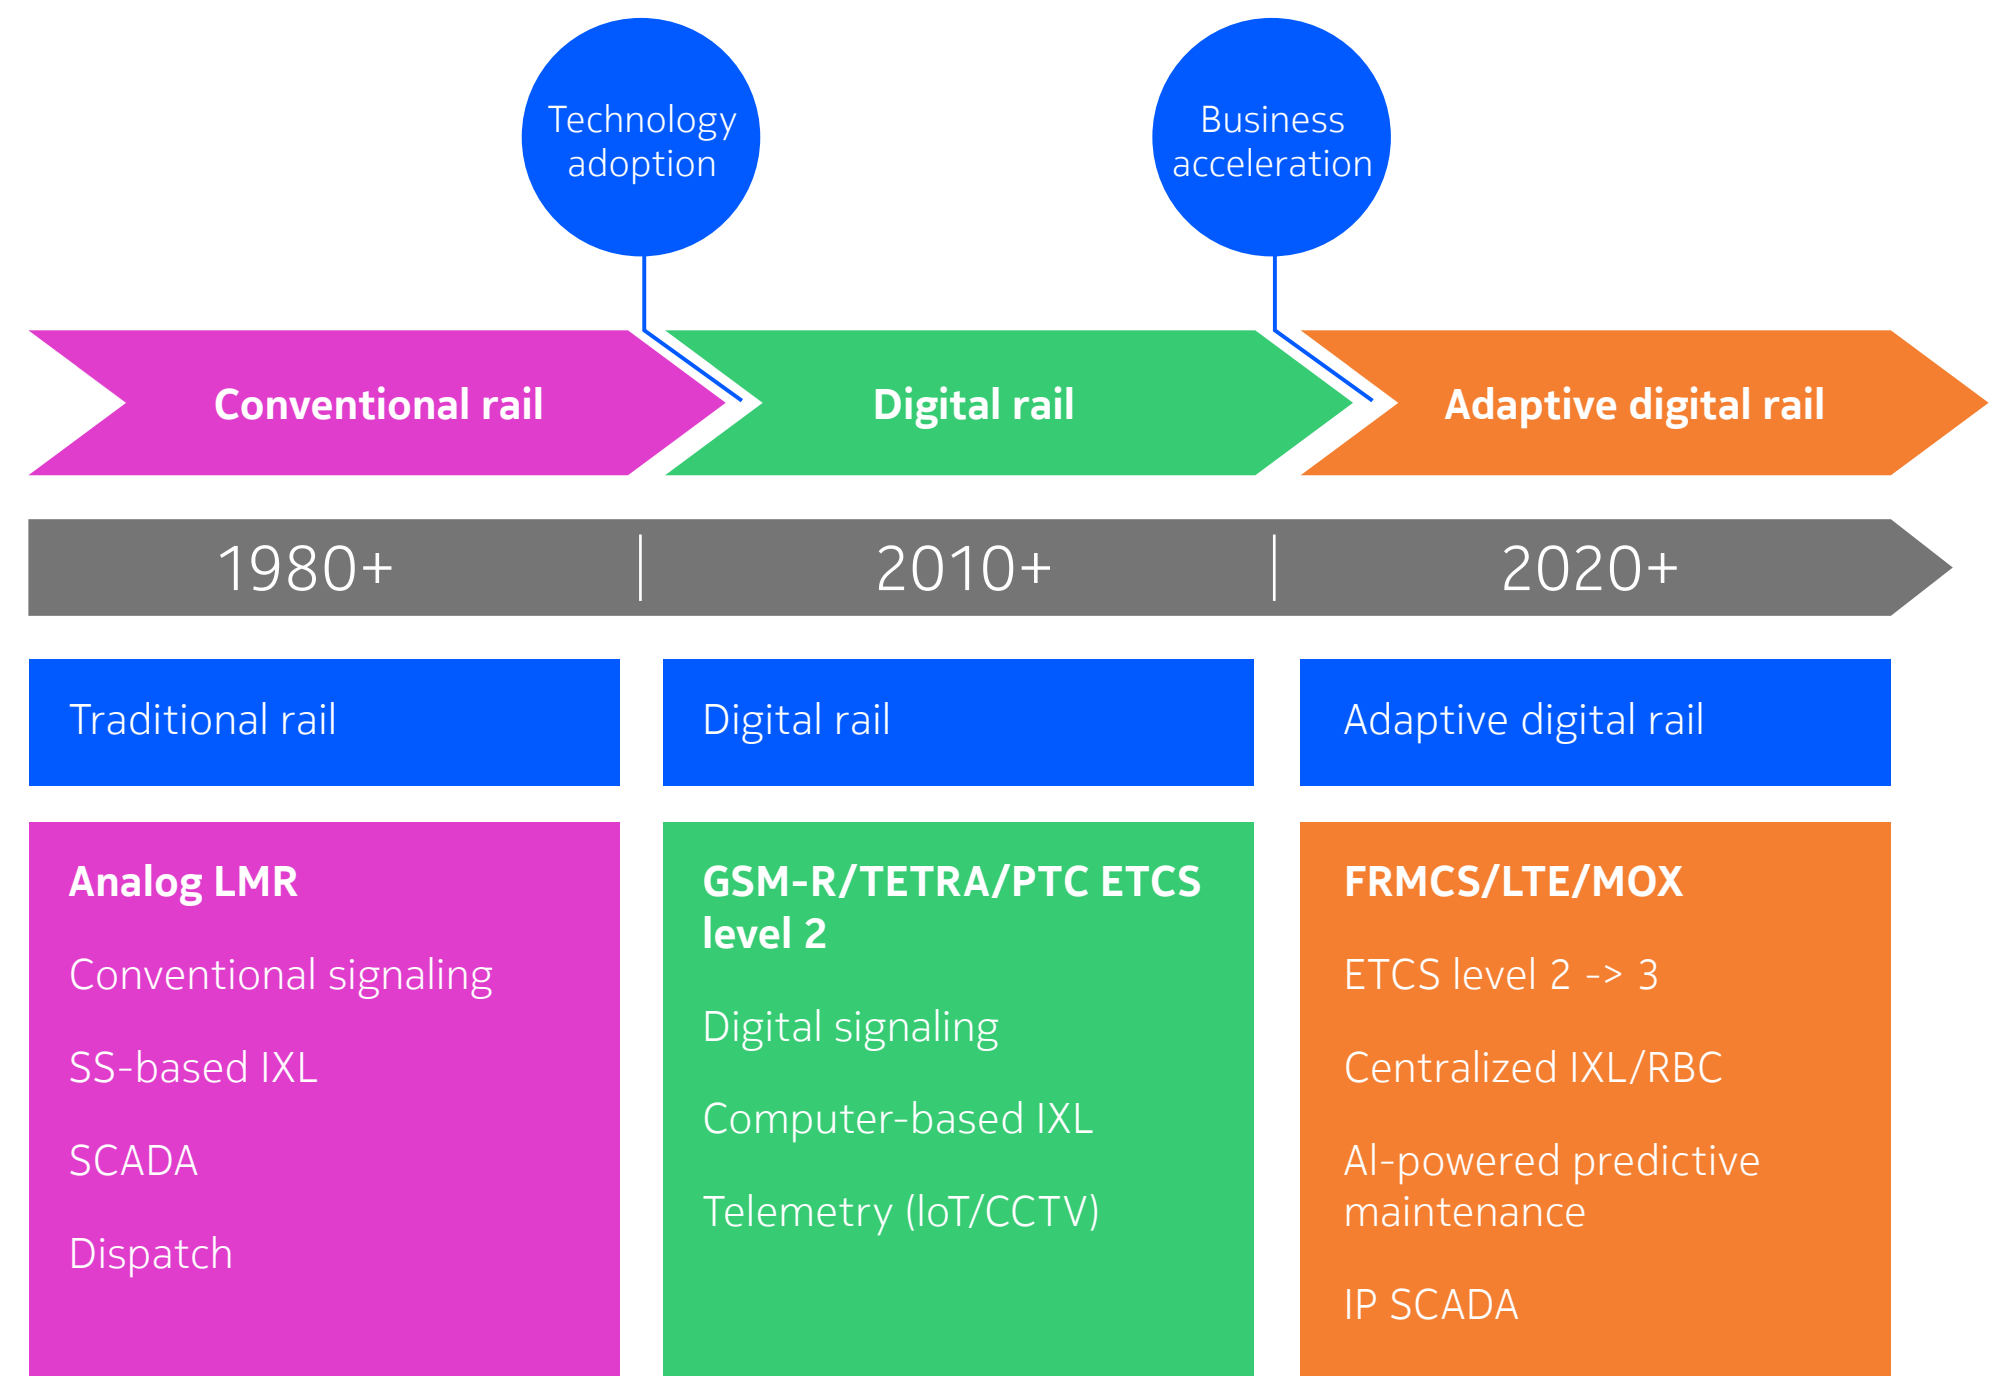 Technology
adoption
Business
acceleration
Conventional rail
Digital rail
Adaptive digital rail
1980+
2010+
2020+
Traditional rail
Digital rail
Adaptive digital rail
Analog LMR
Conventional signaling
SS-based IXL
SCADA
Dispatch
GSM-R/TETRA/PTC ETCS
level 2
Digital signaling
Computer-based IXL
Telemetry (IoT/CCTV)
FRMCS/LTE/MOX
ETCS level 2 -> 3
Centralized IXL/RBC
AI-powered predictive
maintenance
IP SCADA